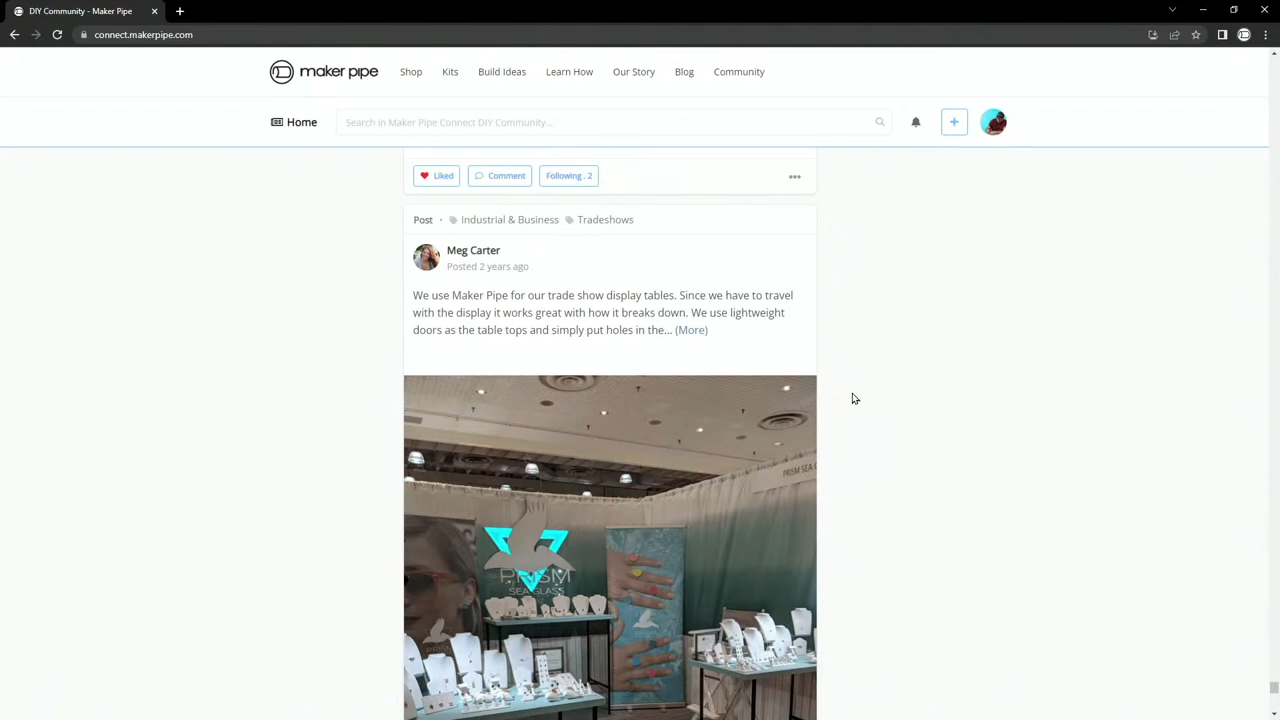 DIY Community - Maker Pipe
connect.makerpipe.com
maker pipe
Shop Kits Build Ideas Learn How Our Story Blog Community
Home
Search in Maker Pipe Connect DiY Community...
Liked Comment Following . 2
Post · Industrial & Business Tradeshows
Meg Carter
Posted 2 years ago
We use Maker Pipe for our trade show display tables. Since we have to travel
with the display it works great with how it breaks down. We use lightweight
doors as the table tops and simply put holes in the... (More)
PRISM SEA G
PRISM
SEA GLASS